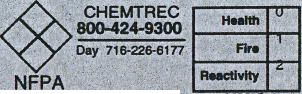 CHEMTREC
800-424-9300
Day 716-226-6177
NFPA
Health 0
Fire 1
Reactivity 2